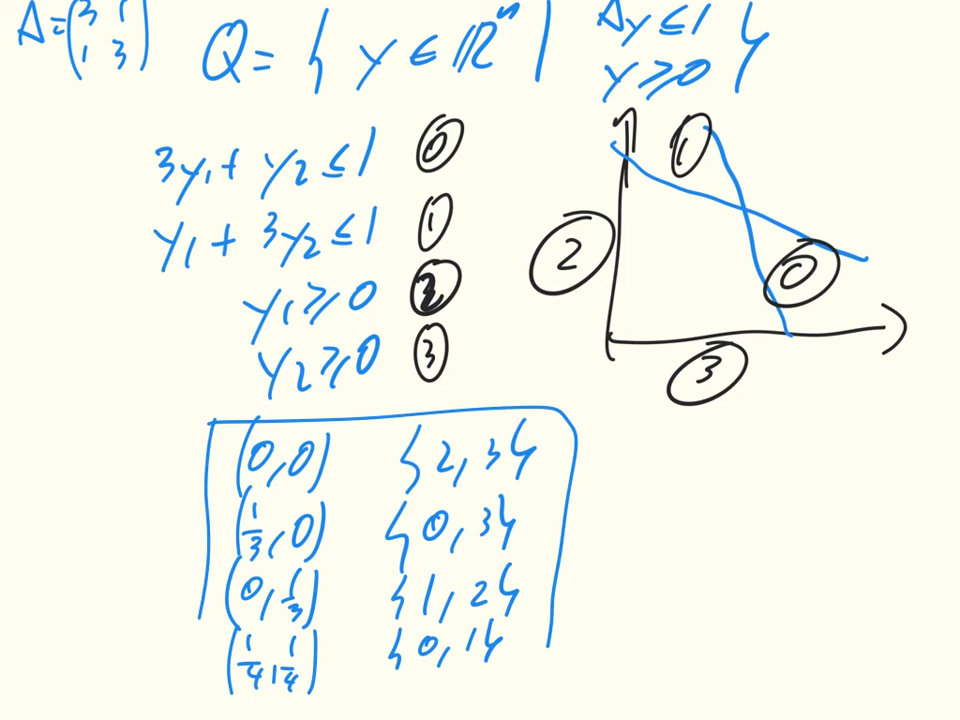 A = (3 1
1 3)
Q = { y ∈ ℝⁿ | Ay ≤ 1
y ≥ 0 }
3y₁ + y₂ ≤ 1 0
y₁ + 3y₂ ≤ 1 1
y₁ ≥ 0 2
y₂ ≥ 0 3
1
2
0
3
(0,0) {2,3}
(1/3,0) {0,3}
(0,1/3) {1,2}
(1/4,1/4) {0,1}